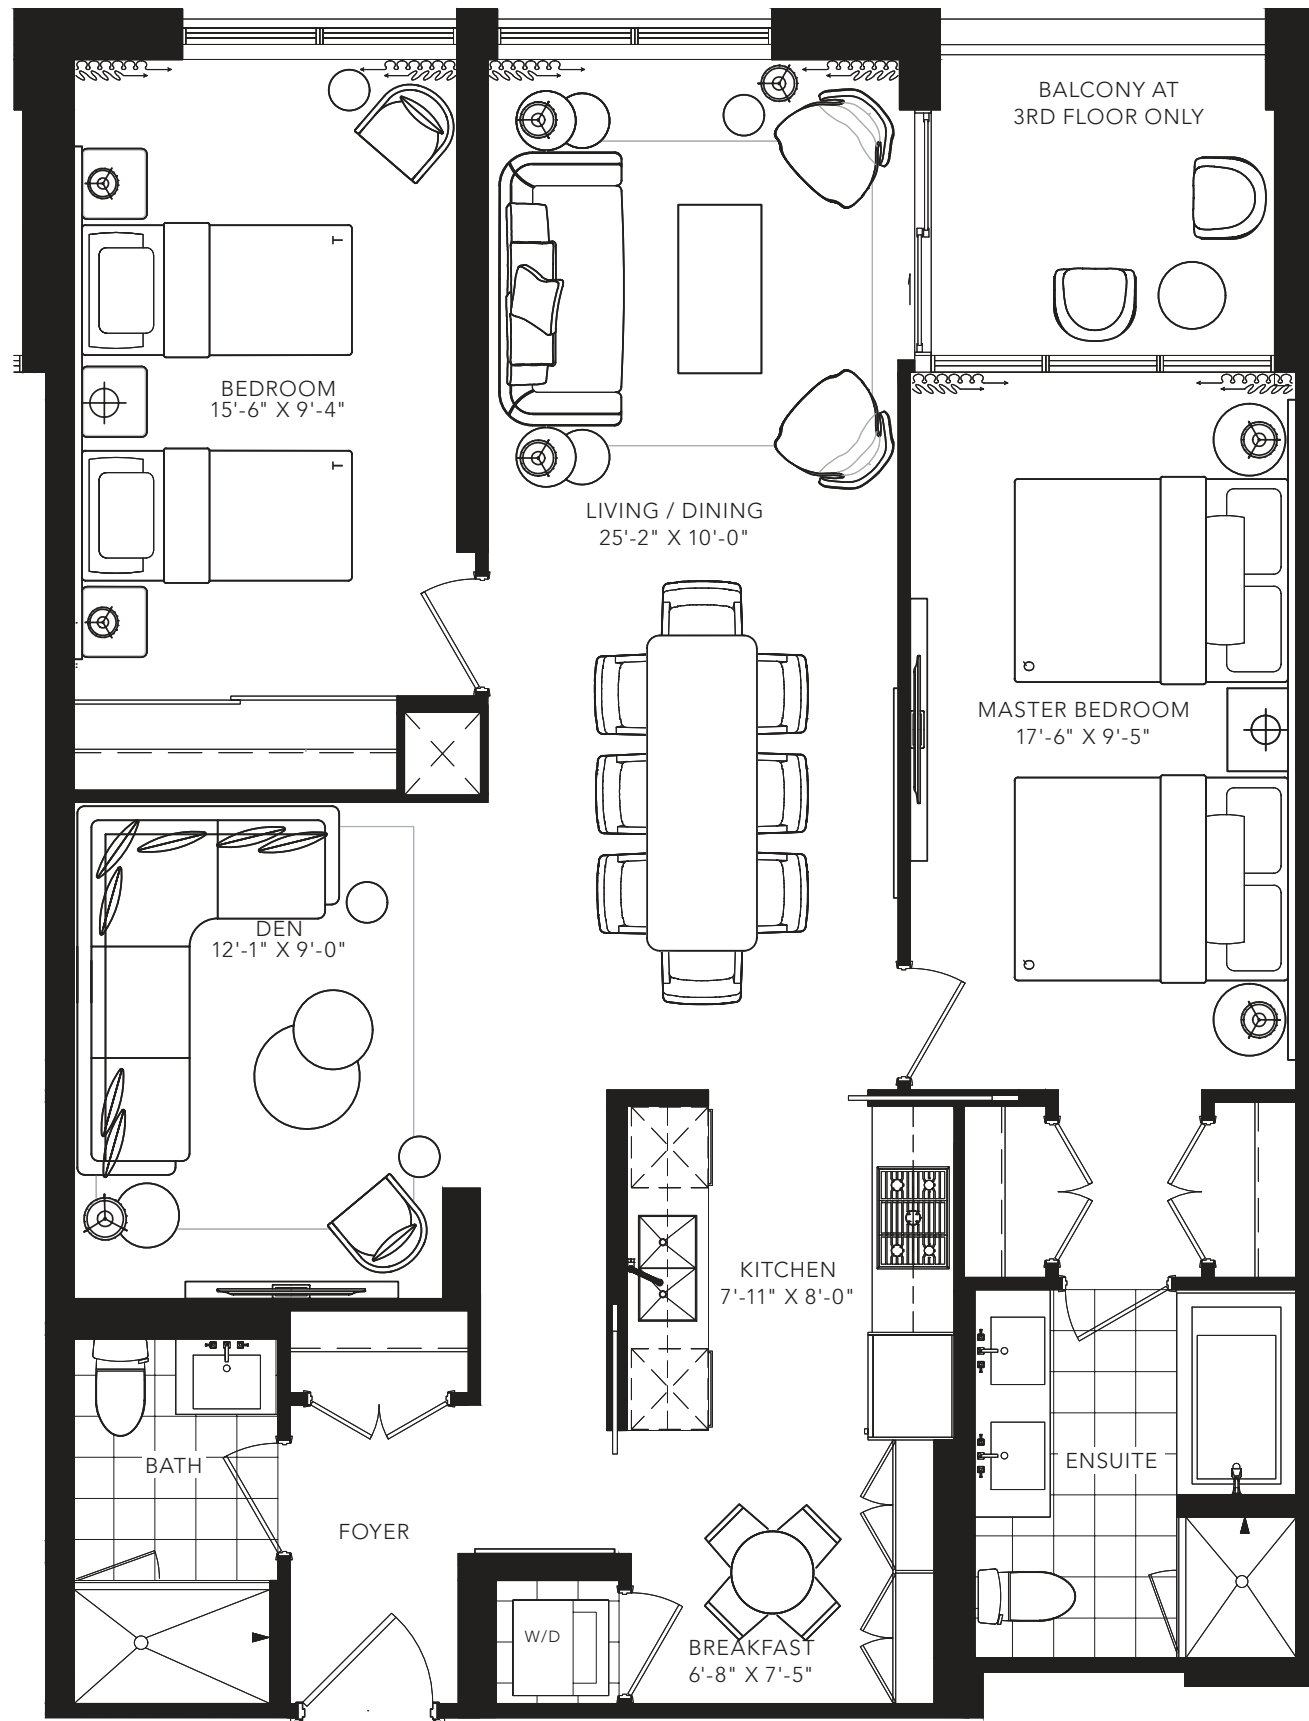 BALCONY AT
3RD FLOOR ONLY
BEDROOM
15'-6" X 9'-4"
LIVING / DINING
25'-2" X 10'-0"
MASTER BEDROOM
17'-6" X 9'-5"
DEN
12'-1" X 9'-0"
KITCHEN
7'-11" X 8'-0"
BATH
ENSUITE
FOYER
W/D
BREAKFAST
6'-8" X 7'-5"